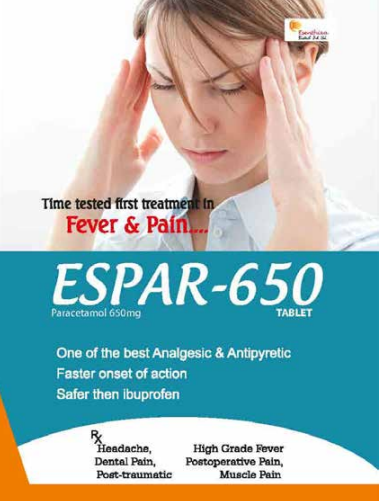 Time tested first treatment in
Fever & Pain....
ESPAR-650
Paracetamol 650mg TABLET
One of the best Analgesic & Antipyretic
Faster onset of action
Safer then ibuprofen
Rx
Headache,
Dental Pain,
Post-traumatic
High Grade Fever
Postoperative Pain,
Muscle Pain